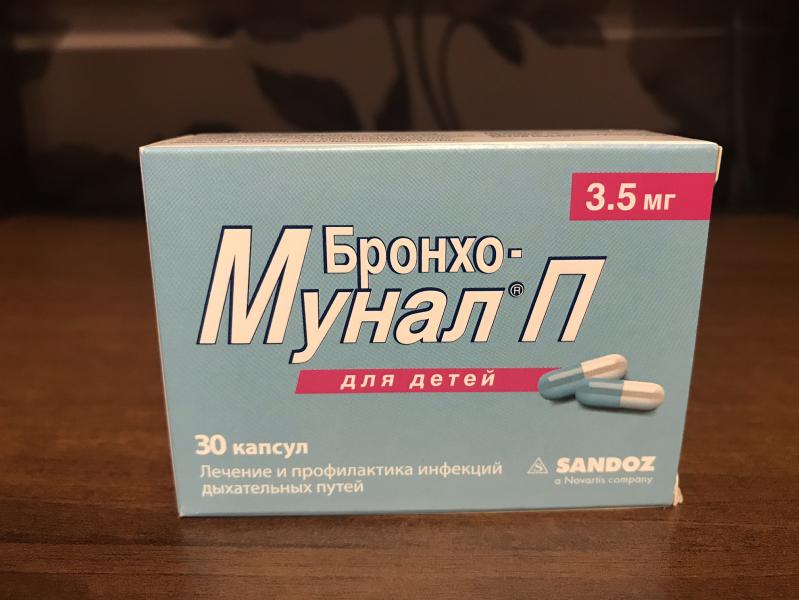 3.5 мг
Бронхо-
Мунал® П
для детей
30 капсул
Лечение и профилактика инфекций
дыхательных путей
SANDOZ
a Novartis company